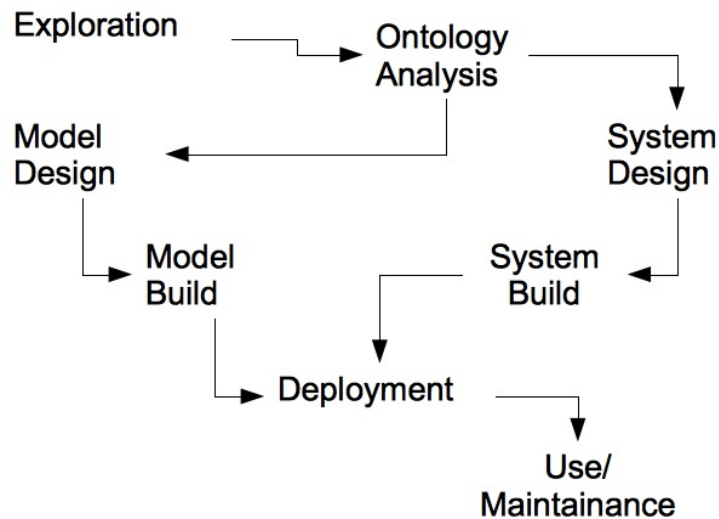 Exploration
Ontology
Analysis
Model
Design
System
Design
Model
Build
System
Build
Deployment
Use/
Maintainance